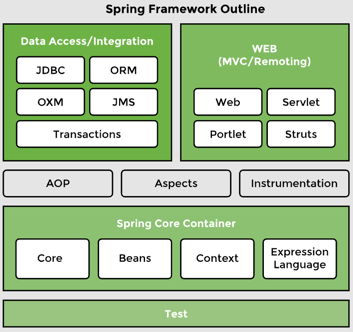 Spring Framework Outline
Data Access/Integration
JDBC
ORM
OXM
JMS
Transactions
WEB
(MVC/Remoting)
Web
Servlet
Portlet
Struts
AOP
Aspects
Instrumentation
Spring Core Container
Core
Beans
Context
Expression
Language
Test